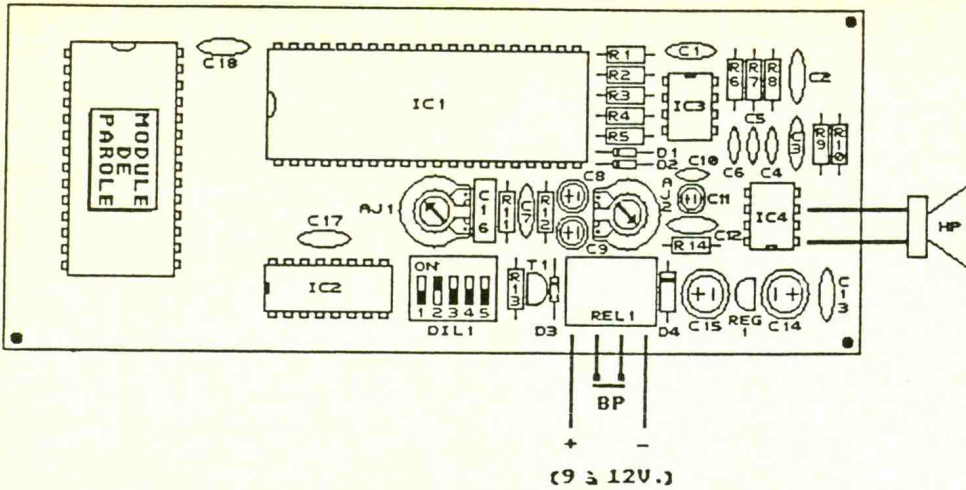 C18
MODULE
DE
PAROLE
IC1
R1
R2
R3
R4
R5
D1
D2
C1
IC3
R6
R7
R8
C2
C5
C6
C4
C3
R9
R10
C10
C8
AJ2
C11
C12
IC4
HP
AJ1
C16
R11
C7
R12
C9
R14
C17
IC2
ON
1 2 3 4 5
DIL1
R13
T1
D3
REL1
D4
C15
REG
1
C14
C13
BP
+ −
(9 à 12V.)